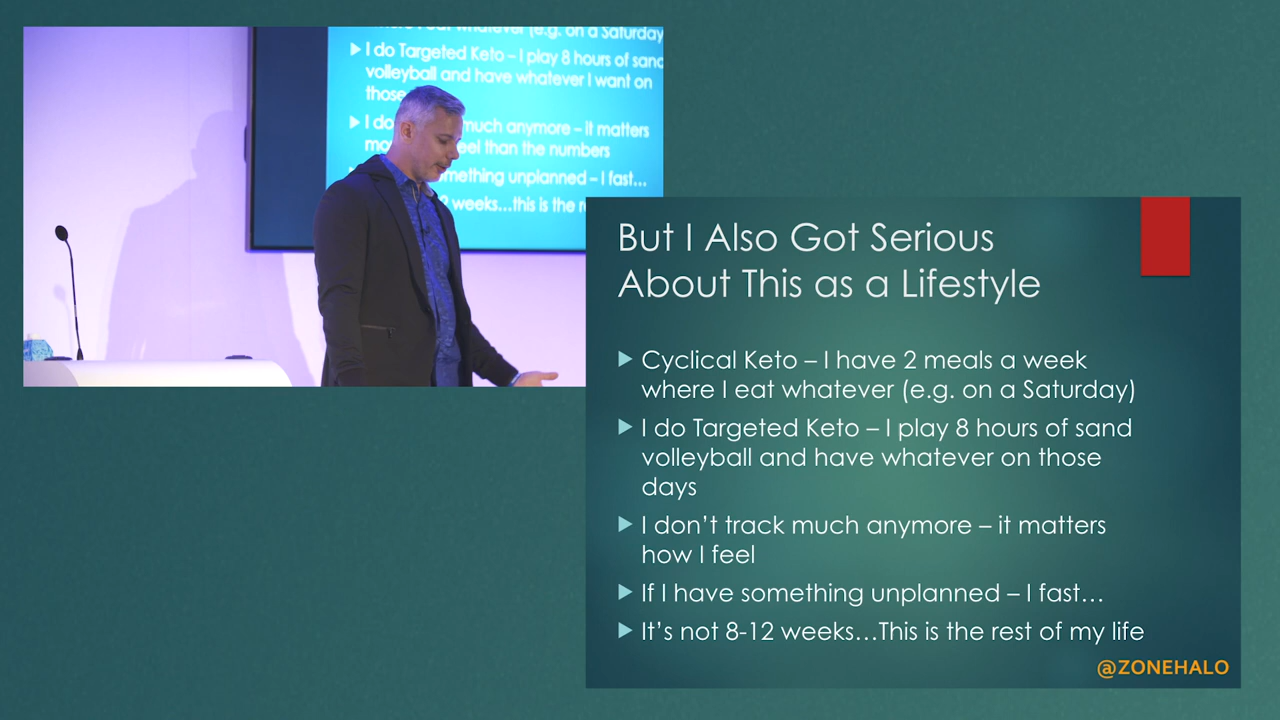 whatever (e.g. on a Saturday
I do Targeted Keto – I play 8 hours of sand
volleyball and have whatever I want on
those
I do much anymore – it matters
feel than the numbers
something unplanned – I fast...
2 weeks...this is the
But I Also Got Serious
About This as a Lifestyle
Cyclical Keto – I have 2 meals a week
where I eat whatever (e.g. on a Saturday)
I do Targeted Keto – I play 8 hours of sand
volleyball and have whatever on those
days
I don't track much anymore – it matters
how I feel
If I have something unplanned – I fast...
It's not 8-12 weeks...This is the rest of my life
@ZONEHALO